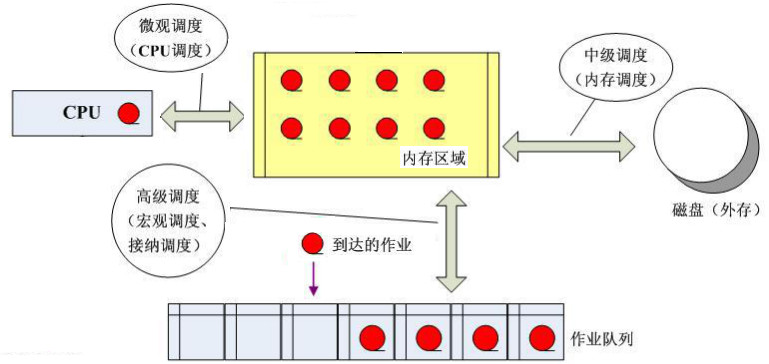 微观调度
(CPU调度)
中级调度
(内存调度)
CPU
内存区域
高级调度
(宏观调度、
接纳调度)
磁盘(外存)
到达的作业
作业队列